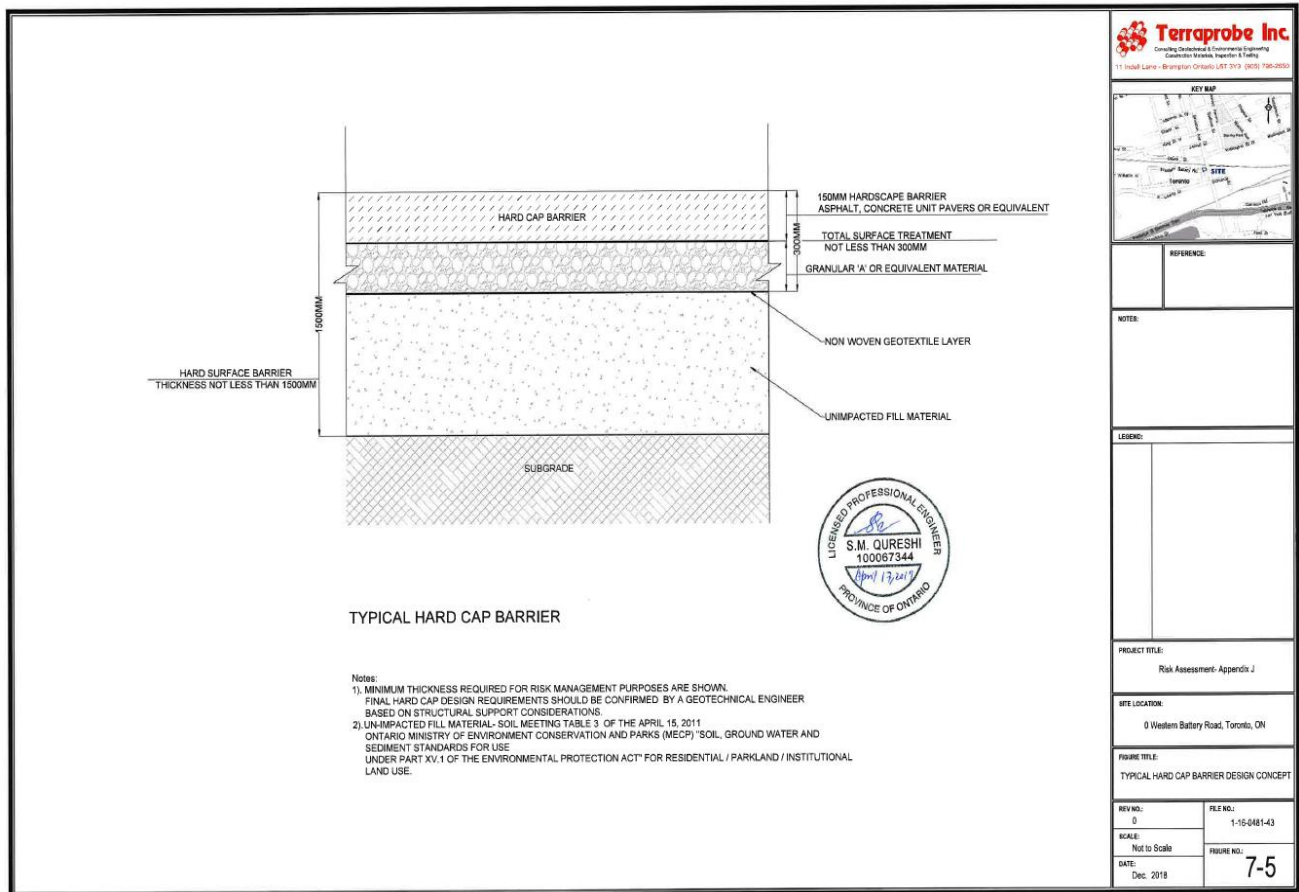 Terraprobe Inc.
Consulting Geotechnical & Environmental Engineering
Construction Materials, Inspection & Testing
11 Indell Lane - Brampton Ontario L6T 3Y3 (905) 796-2650
KEY MAP
SITE
Toronto
REFERENCE:
NOTES:
LEGEND:
150MM HARDSCAPE BARRIER
ASPHALT, CONCRETE UNIT PAVERS OR EQUIVALENT
HARD CAP BARRIER
300MM
TOTAL SURFACE TREATMENT
NOT LESS THAN 300MM
GRANULAR 'A' OR EQUIVALENT MATERIAL
1500MM
NON WOVEN GEOTEXTILE LAYER
HARD SURFACE BARRIER
THICKNESS NOT LESS THAN 1500MM
UNIMPACTED FILL MATERIAL
SUBGRADE
LICENSED PROFESSIONAL ENGINEER
S.M. QURESHI
100067344
April 17, 2019
PROVINCE OF ONTARIO
TYPICAL HARD CAP BARRIER
Notes:
1). MINIMUM THICKNESS REQUIRED FOR RISK MANAGEMENT PURPOSES ARE SHOWN.
FINAL HARD CAP DESIGN REQUIREMENTS SHOULD BE CONFIRMED BY A GEOTECHNICAL ENGINEER
BASED ON STRUCTURAL SUPPORT CONSIDERATIONS.
2). UN-IMPACTED FILL MATERIAL- SOIL MEETING TABLE 3 OF THE APRIL 15, 2011
ONTARIO MINISTRY OF ENVIRONMENT CONSERVATION AND PARKS (MECP) "SOIL, GROUND WATER AND
SEDIMENT STANDARDS FOR USE
UNDER PART XV.1 OF THE ENVIRONMENTAL PROTECTION ACT" FOR RESIDENTIAL / PARKLAND / INSTITUTIONAL
LAND USE.
PROJECT TITLE:
Risk Assessment- Appendix J
SITE LOCATION:
0 Western Battery Road, Toronto, ON
FIGURE TITLE:
TYPICAL HARD CAP BARRIER DESIGN CONCEPT
REV NO.:
0
FILE NO.:
1-16-0481-43
SCALE:
Not to Scale
FIGURE NO.:
7-5
DATE:
Dec. 2018